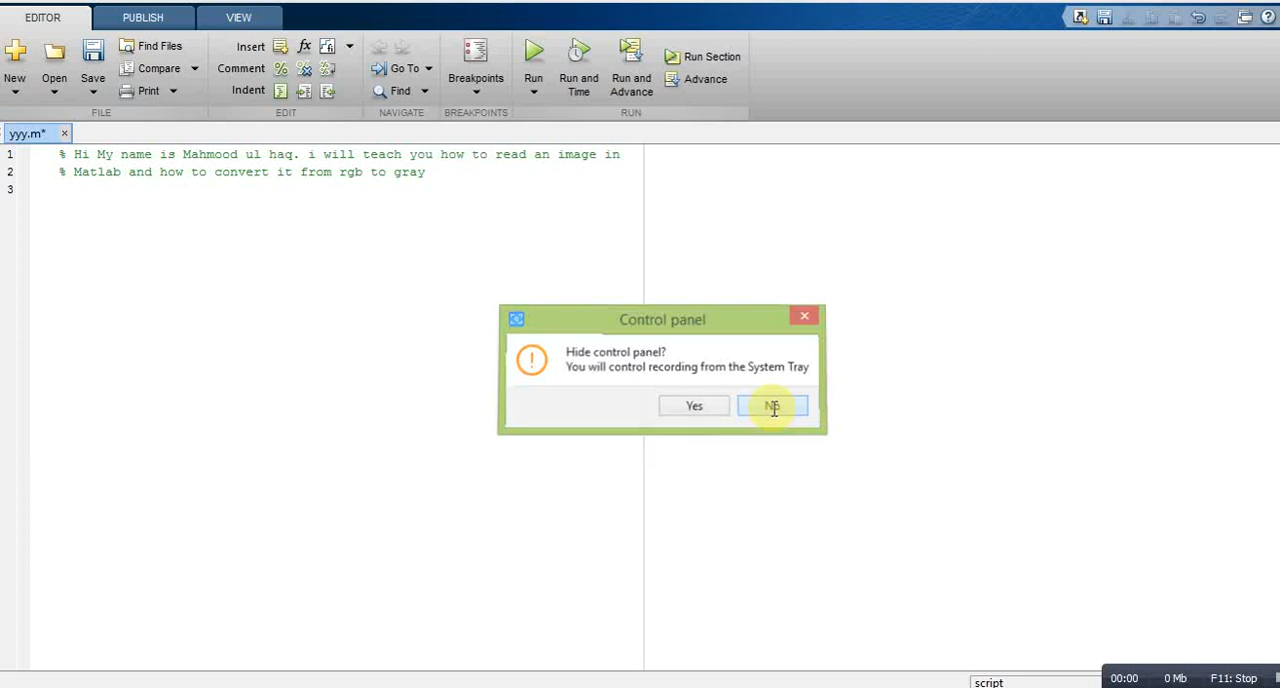 EDITOR PUBLISH VIEW
Find Files Insert fx
New Open Save Compare Comment % Go To Breakpoints Run Run and Time Run and Advance Run Section
Print Indent Find Advance
FILE EDIT NAVIGATE BREAKPOINTS RUN
yyy.m*
1 % Hi My name is Mahmood ul haq. i will teach you how to read an image in
2 % Matlab and how to convert it from rgb to gray
3
Control panel
Hide control panel?
You will control recording from the System Tray
Yes No
script 00:00 0 Mb F11: Stop